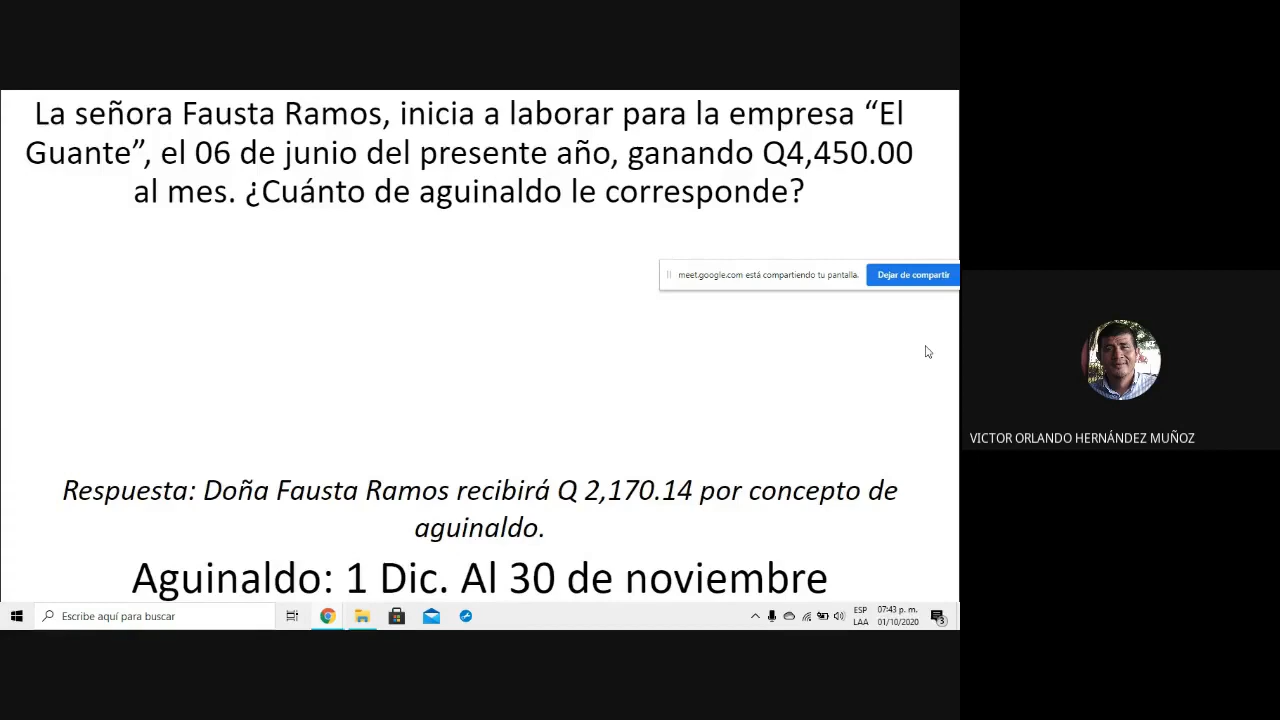 La señora Fausta Ramos, inicia a laborar para la empresa “El
Guante”, el 06 de junio del presente año, ganando Q4,450.00
al mes. ¿Cuánto de aguinaldo le corresponde?
meet.google.com está compartiendo tu pantalla.
Dejar de compartir
VICTOR ORLANDO HERNÁNDEZ MUÑOZ
Respuesta: Doña Fausta Ramos recibirá Q 2,170.14 por concepto de
aguinaldo.
Aguinaldo: 1 Dic. Al 30 de noviembre
Escribe aquí para buscar
ESP
LAA
07:43 p. m.
01/10/2020
3